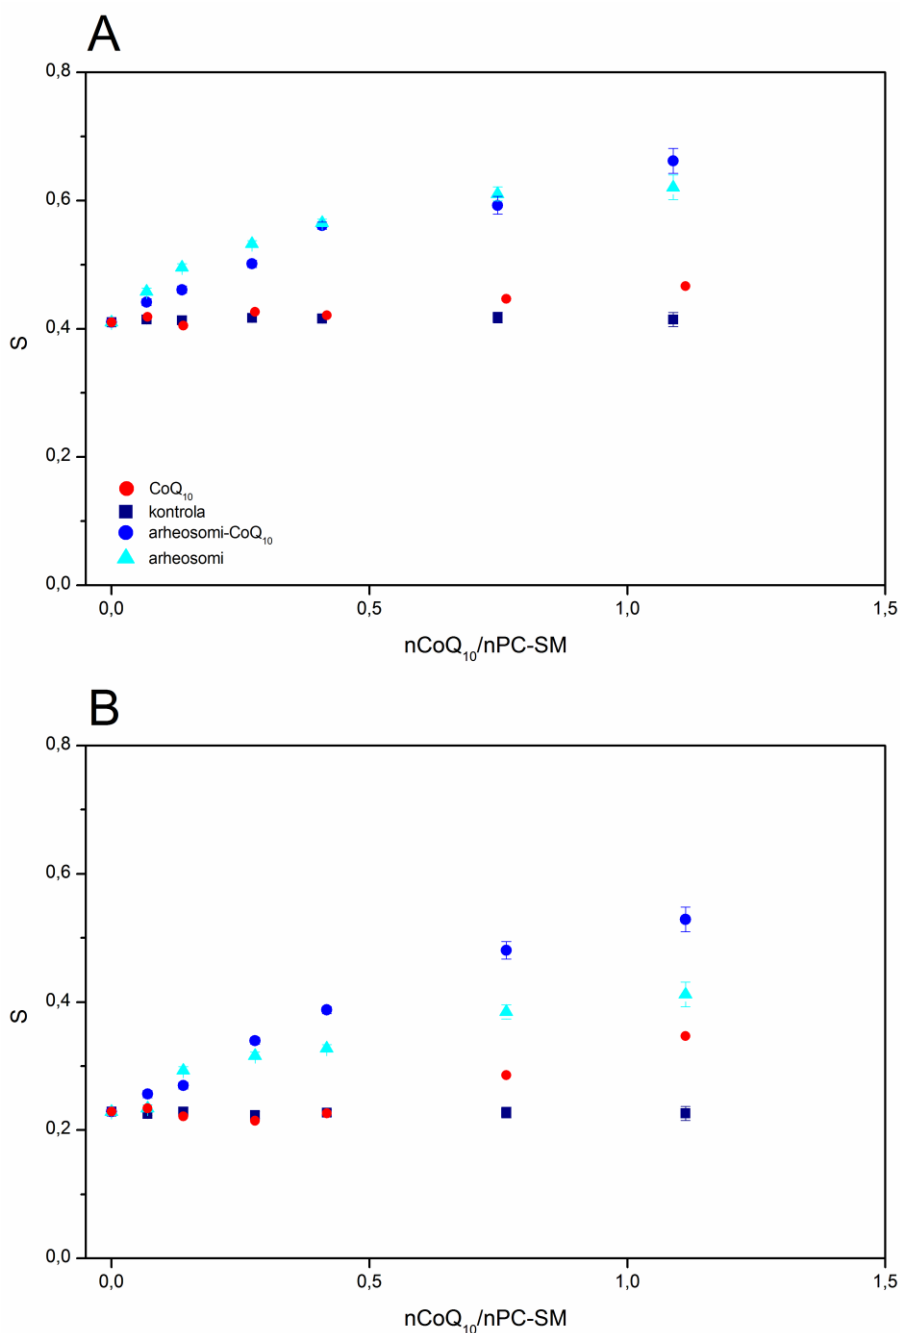 A
0,8
0,6
0,4
0,2
0,0
S
CoQ₁₀
kontrola
arheosomi-CoQ₁₀
arheosomi
0,0 0,5 1,0 1,5
nCoQ₁₀/nPC-SM
B
0,8
0,6
0,4
0,2
0,0
S
0,0 0,5 1,0 1,5
nCoQ₁₀/nPC-SM